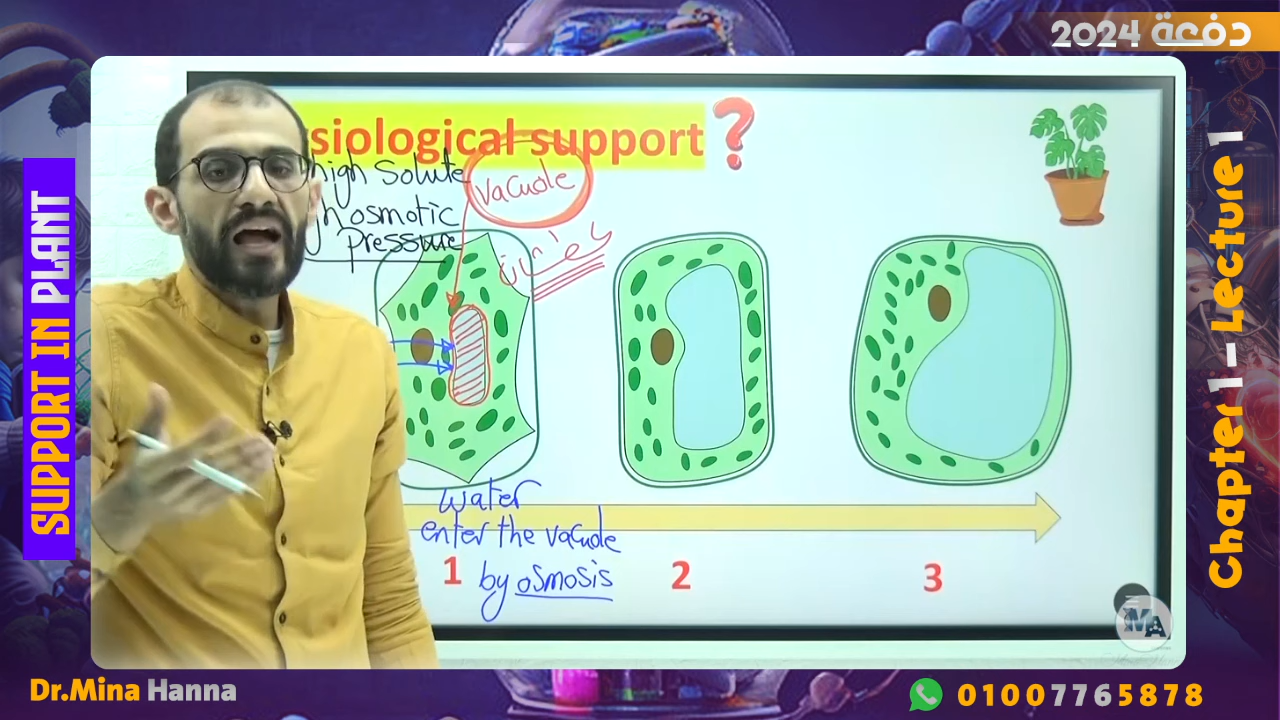 دفعة 2024
SUPPORT IN PLANT
Chapter 1 - Lecture 1
siological support?
high solute
osmotic
pressure
vacuole
water
enter the vacuole
by osmosis
1
2
3
MA
Dr.Mina Hanna
01007765878